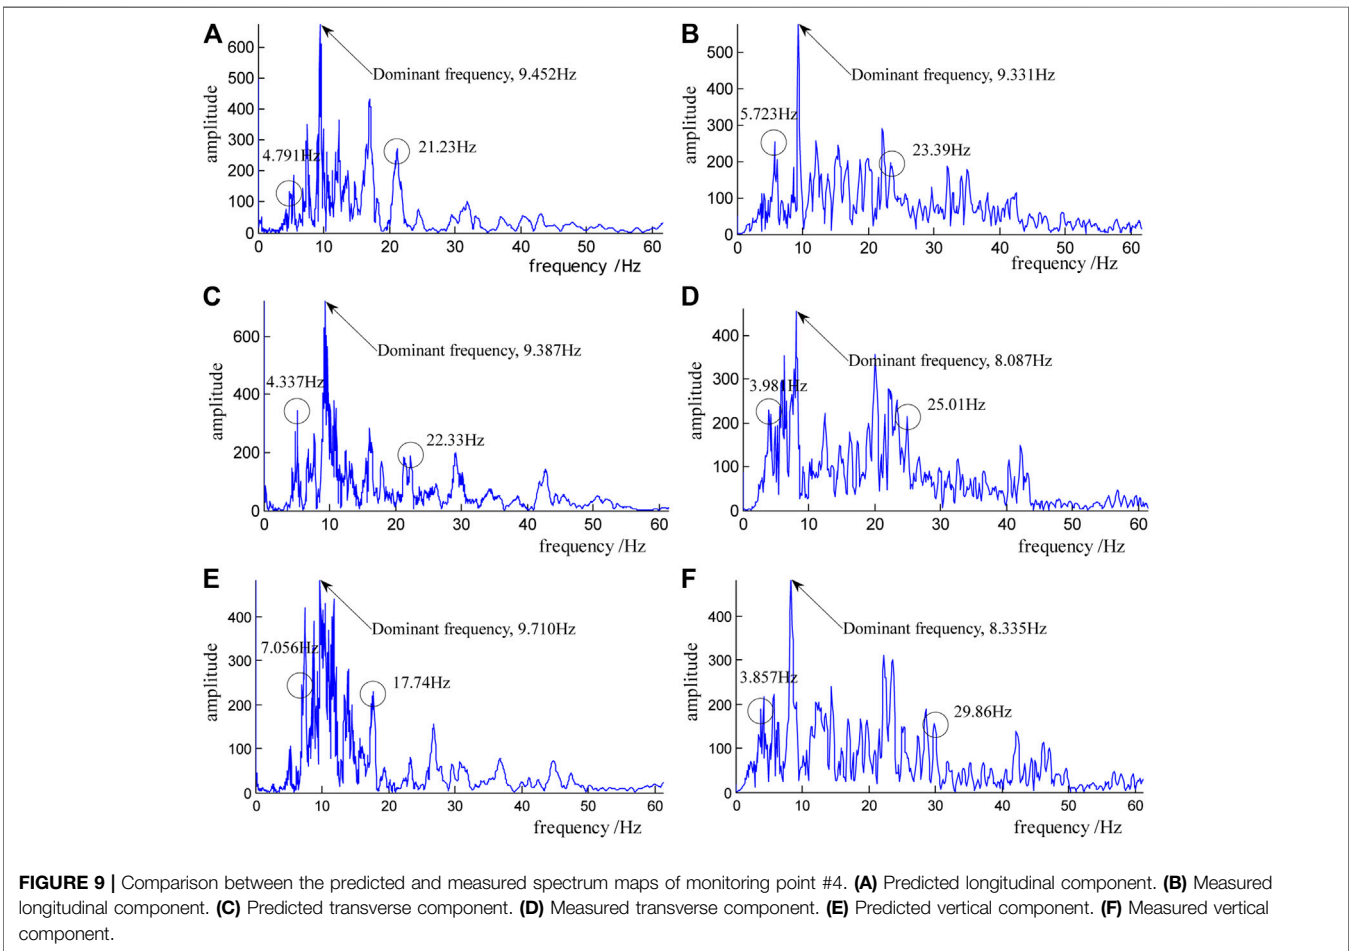 A
600
500
400
300
200
100
0
amplitude
Dominant frequency, 9.452Hz
4.791Hz
21.23Hz
0 10 20 30 40 50 60
frequency /Hz
B
500
400
300
200
100
0
amplitude
Dominant frequency, 9.331Hz
5.723Hz
23.39Hz
0 10 20 30 40 50 60
frequency /Hz
C
600
400
200
0
amplitude
Dominant frequency, 9.387Hz
4.337Hz
22.33Hz
0 10 20 30 40 50 60
frequency /Hz
D
400
300
200
100
0
amplitude
Dominant frequency, 8.087Hz
3.981Hz
25.01Hz
0 10 20 30 40 50 60
frequency /Hz
E
400
300
200
100
0
amplitude
Dominant frequency, 9.710Hz
7.056Hz
17.74Hz
0 10 20 30 40 50 60
frequency /Hz
F
400
300
200
100
0
amplitude
Dominant frequency, 8.335Hz
3.857Hz
29.86Hz
0 10 20 30 40 50 60
frequency /Hz
FIGURE 9 | Comparison between the predicted and measured spectrum maps of monitoring point #4. (A) Predicted longitudinal component. (B) Measured
longitudinal component. (C) Predicted transverse component. (D) Measured transverse component. (E) Predicted vertical component. (F) Measured vertical
component.